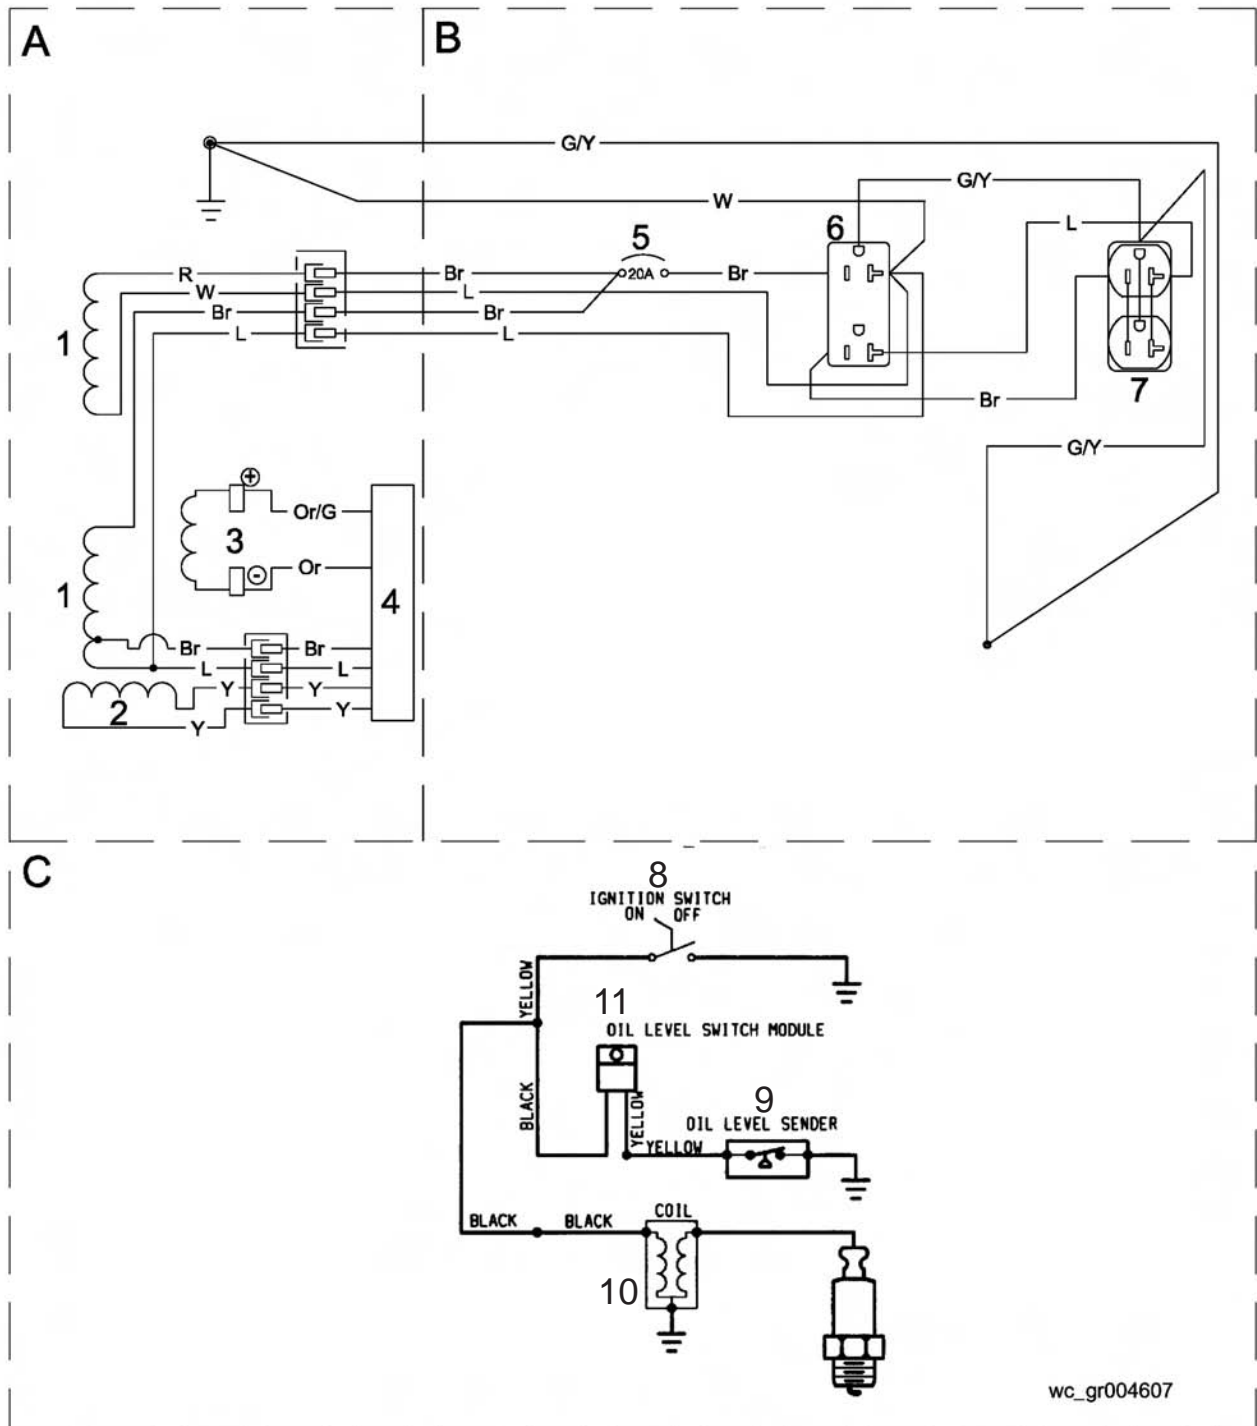 A
B
G/Y
G/Y
W
6
L
5
R
Br
20A
Br
W
L
Br
Br
1
L
L
7
Br
G/Y
+
Or/G
3
Or
-
1
4
Br
Br
L
L
Y
Y
2
Y
Y
C
8
IGNITION SWITCH
ON OFF
YELLOW
11
OIL LEVEL SWITCH MODULE
BLACK
YELLOW
9
OIL LEVEL SENDER
YELLOW
COIL
BLACK
BLACK
10
wc_gr004607